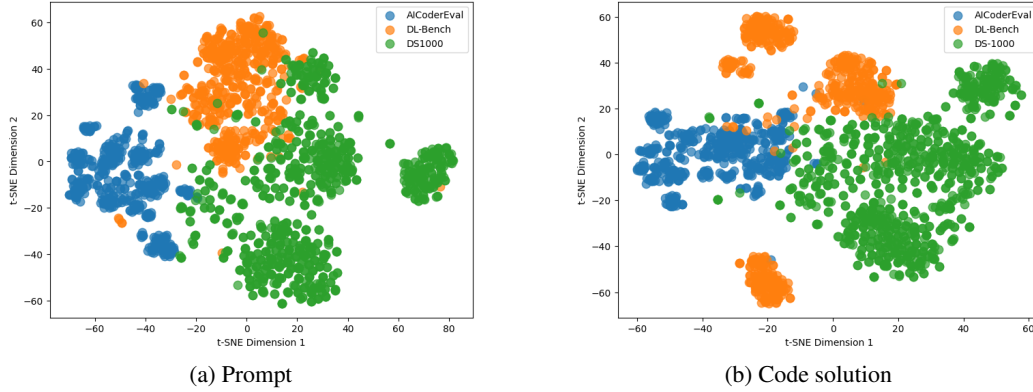 AICoderEval
DL-Bench
DS1000
t-SNE Dimension 2
60
40
20
0
−20
−40
−60
−60 −40 −20 0 20 40 60 80
t-SNE Dimension 1
(a) Prompt
AICoderEval
DL-Bench
DS-1000
t-SNE Dimension 2
60
40
20
0
−20
−40
−60
−60 −40 −20 0 20 40 60
t-SNE Dimension 1
(b) Code solution